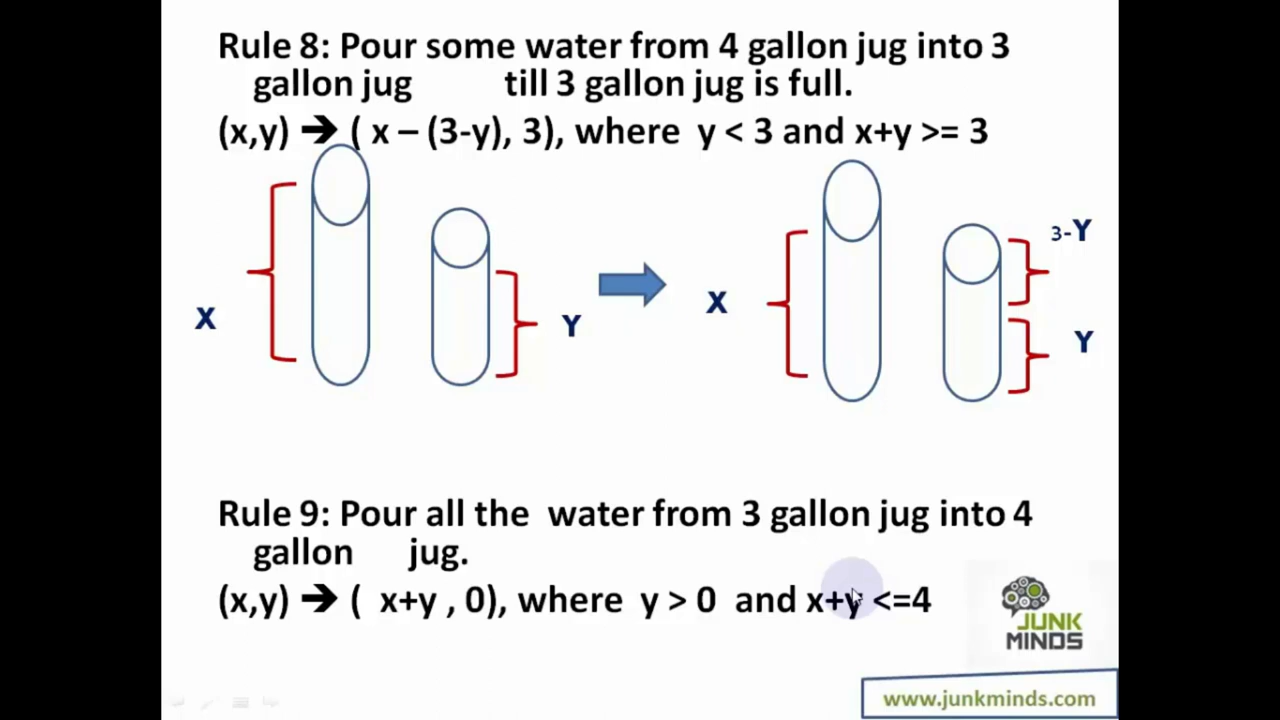 Rule 8: Pour some water from 4 gallon jug into 3
gallon jug till 3 gallon jug is full.
(x,y) ➔ ( x – (3-y), 3), where y < 3 and x+y >= 3
3-Y
X
Y
X
Y
Rule 9: Pour all the water from 3 gallon jug into 4
gallon jug.
(x,y) ➔ ( x+y , 0), where y > 0 and x+y <=4
JUNK
MINDS
www.junkminds.com